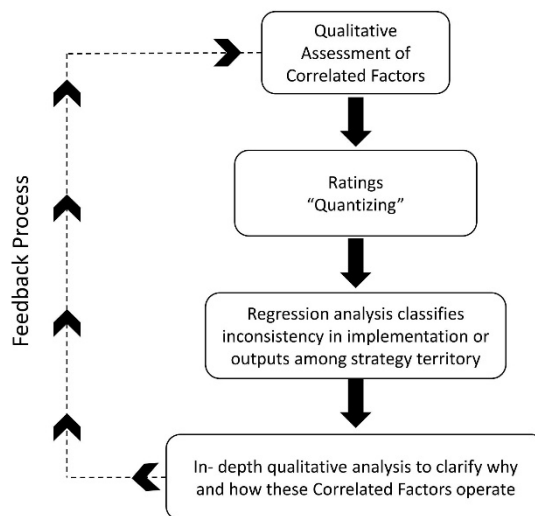 Qualitative
Assessment of
Correlated Factors
Ratings
“Quantizing”
Regression analysis classifies
inconsistency in implementation or
outputs among strategy territory
In- depth qualitative analysis to clarify why
and how these Correlated Factors operate
Feedback Process